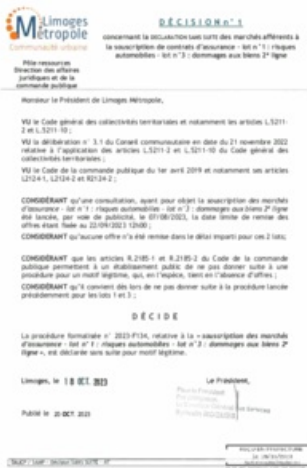 Limoges
Métropole
Communauté urbaine
Pôle ressources
Direction des affaires
juridiques et de la
commande publique
D É C I S I O N n° 1
concernant la DECLARATION SANS SUITE des marchés afférents à
la souscription de contrats d'assurance - lot n°1 : risques
automobiles - lot n°3 : dommages aux biens 2e ligne
Monsieur le Président de Limoges Métropole,
VU le Code général des collectivités territoriales et notamment les articles L.5211-
2 et L.5211-10 ;
VU la délibération n° 3.1 du Conseil communautaire en date du 21 novembre 2022
relative à l'application des articles L.5211-2 et L.5211-10 du Code général des
collectivités territoriales ;
VU le Code de la commande publique du 1er avril 2019 et notamment ses articles
L2124-1, L2124-2 et R2124-2 ;
CONSIDÉRANT qu'une consultation, ayant pour objet la souscription des marchés
d'assurance - lot n°1 : risques automobiles - lot n°3 : dommages aux biens 2e ligne
été lancée, par voie de publicité, le 07/08/2023, la date limite de remise des
offres étant fixée au 22/09/2023 12h00 ;
CONSIDÉRANT qu'aucune offre n'a été remise dans le délai imparti pour ces 2 lots;
CONSIDÉRANT que les articles R.2185-1 et R.2185-2 du Code de la commande
publique permettent à un établissement public de ne pas donner suite à une
procédure pour un motif légitime, qui, en l'espèce, tient en l'absence d'offres ;
CONSIDÉRANT qu'il convient dès lors de ne pas donner suite à la procédure lancée
précédemment pour les lots 1 et 3 ;
D É C I D E
La procédure formalisée n° 2023-F134, relative à la « souscription des marchés
d'assurance - lot n°1 : risques automobiles - lot n°3 : dommages aux biens 2e
ligne », est déclarée sans suite pour motif légitime.
Limoges, le 18 OCT. 2023
Le Président,
Publié le 20 OCT. 2023